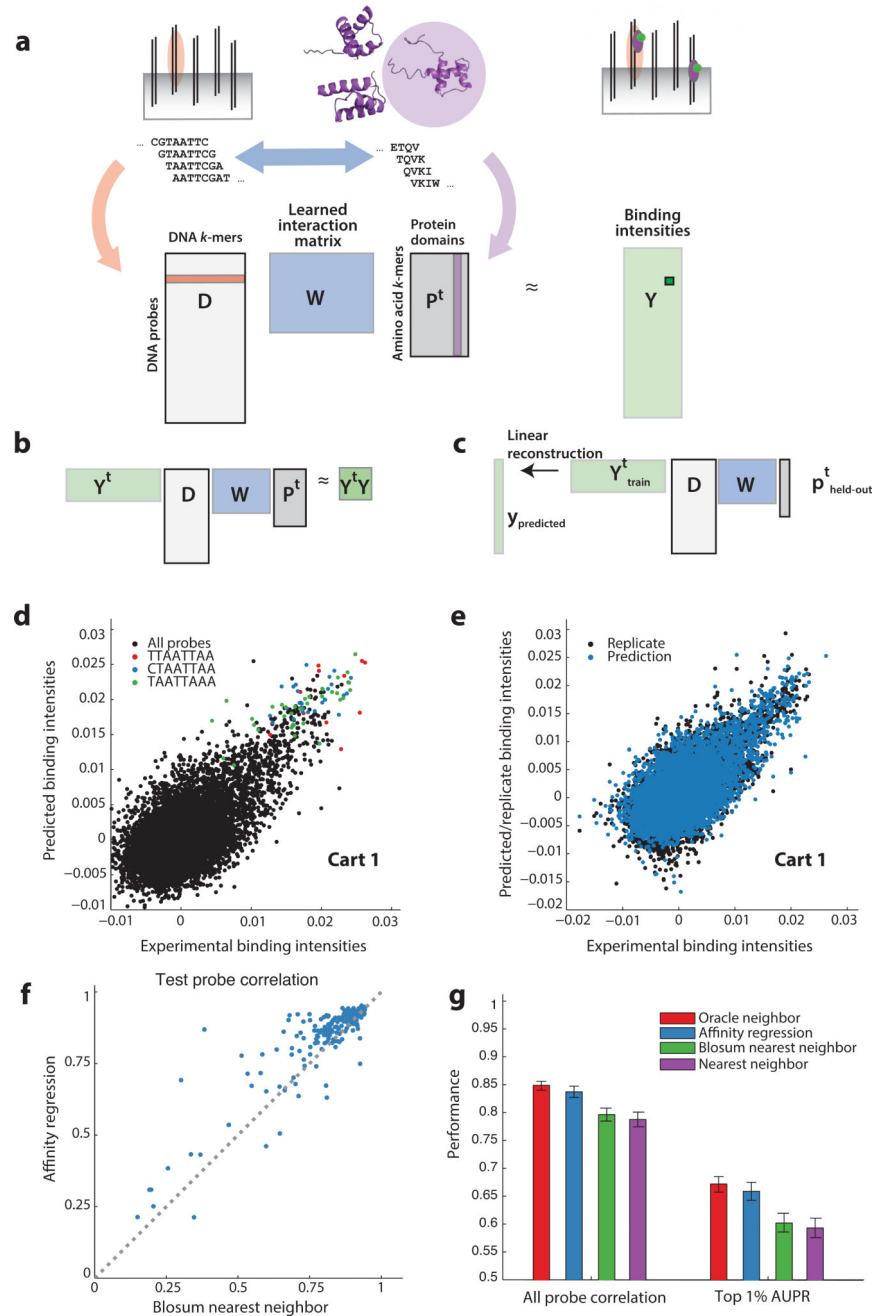 a
... CGTAATTC
GTAATTCG
TAATTCGA
AATTCGAT ...
... ETQV
TQVK
QVKI
VKIW ...
DNA k-mers
Learned
interaction
matrix
Protein
domains
Binding
intensities
DNA probes
D
W
Amino acid k-mers
Pt
≈
Y
b
Yt
D
W
Pt
≈
YtY
c
Linear
reconstruction
ypredicted
Yttrain
D
W
ptheld-out
d
0.03
0.025
0.02
0.015
0.01
0.005
0
−0.005
−0.01
Predicted binding intensities
All probes
TTAATTAA
CTAATTAA
TAATTAAA
Cart 1
−0.01
0
0.01
0.02
0.03
Experimental binding intensities
e
0.03
0.025
0.02
0.015
0.01
0.005
0
−0.005
−0.01
−0.015
−0.02
Predicted/replicate binding intensities
Replicate
Prediction
Cart 1
−0.02
−0.01
0
0.01
0.02
0.03
Experimental binding intensities
f
Test probe correlation
1
0.75
0.5
0.25
0
Affinity regression
0
0.25
0.5
0.75
1
Blosum nearest neighbor
g
1
0.95
0.85
0.8
0.75
0.7
0.65
0.6
0.55
0.5
Performance
Oracle neighbor
Affinity regression
Blosum nearest neighbor
Nearest neighbor
All probe correlation
Top 1% AUPR